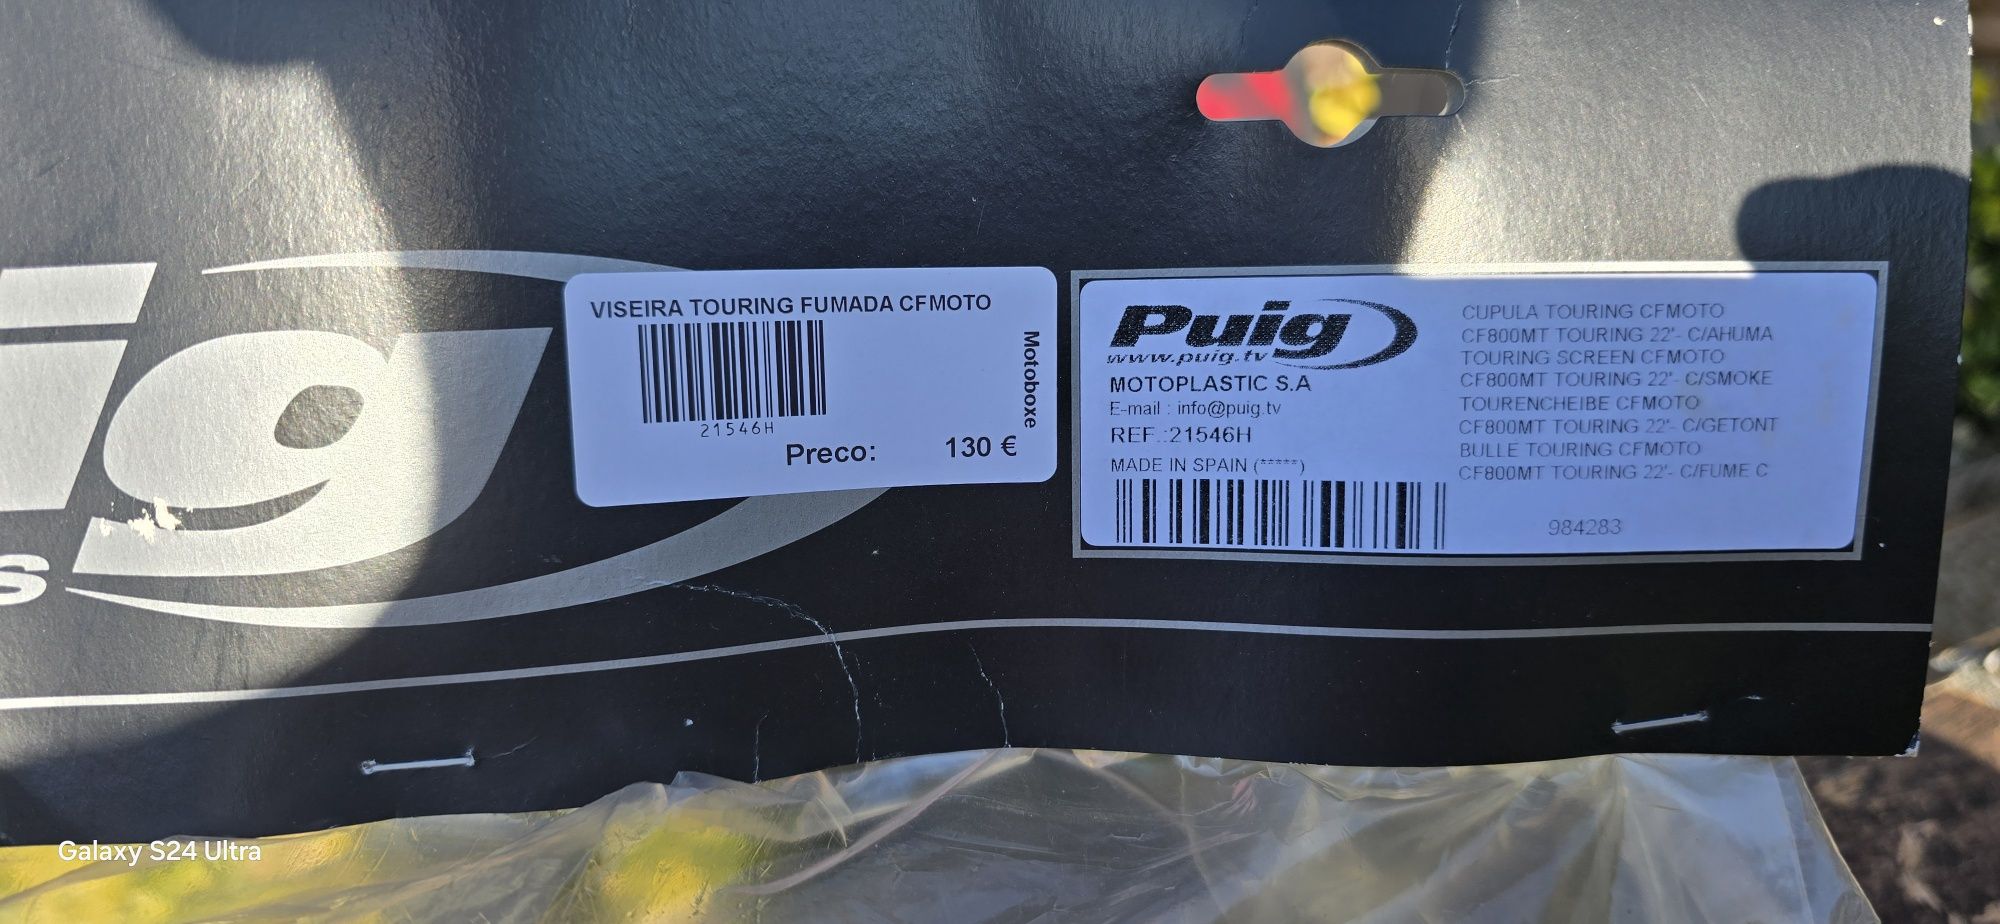 ig
s
VISEIRA TOURING FUMADA CFMOTO
21546H
Preco: 130 €
Motoboxe
Puig
www.puig.tv
MOTOPLASTIC S.A
E-mail : info@puig.tv
REF.:21546H
MADE IN SPAIN (*****)
CUPULA TOURING CFMOTO
CF800MT TOURING 22'- C/AHUMA
TOURING SCREEN CFMOTO
CF800MT TOURING 22'- C/SMOKE
TOURENCHEIBE CFMOTO
CF800MT TOURING 22'- C/GETONT
BULLE TOURING CFMOTO
CF800MT TOURING 22'- C/FUME C
984283
Galaxy S24 Ultra